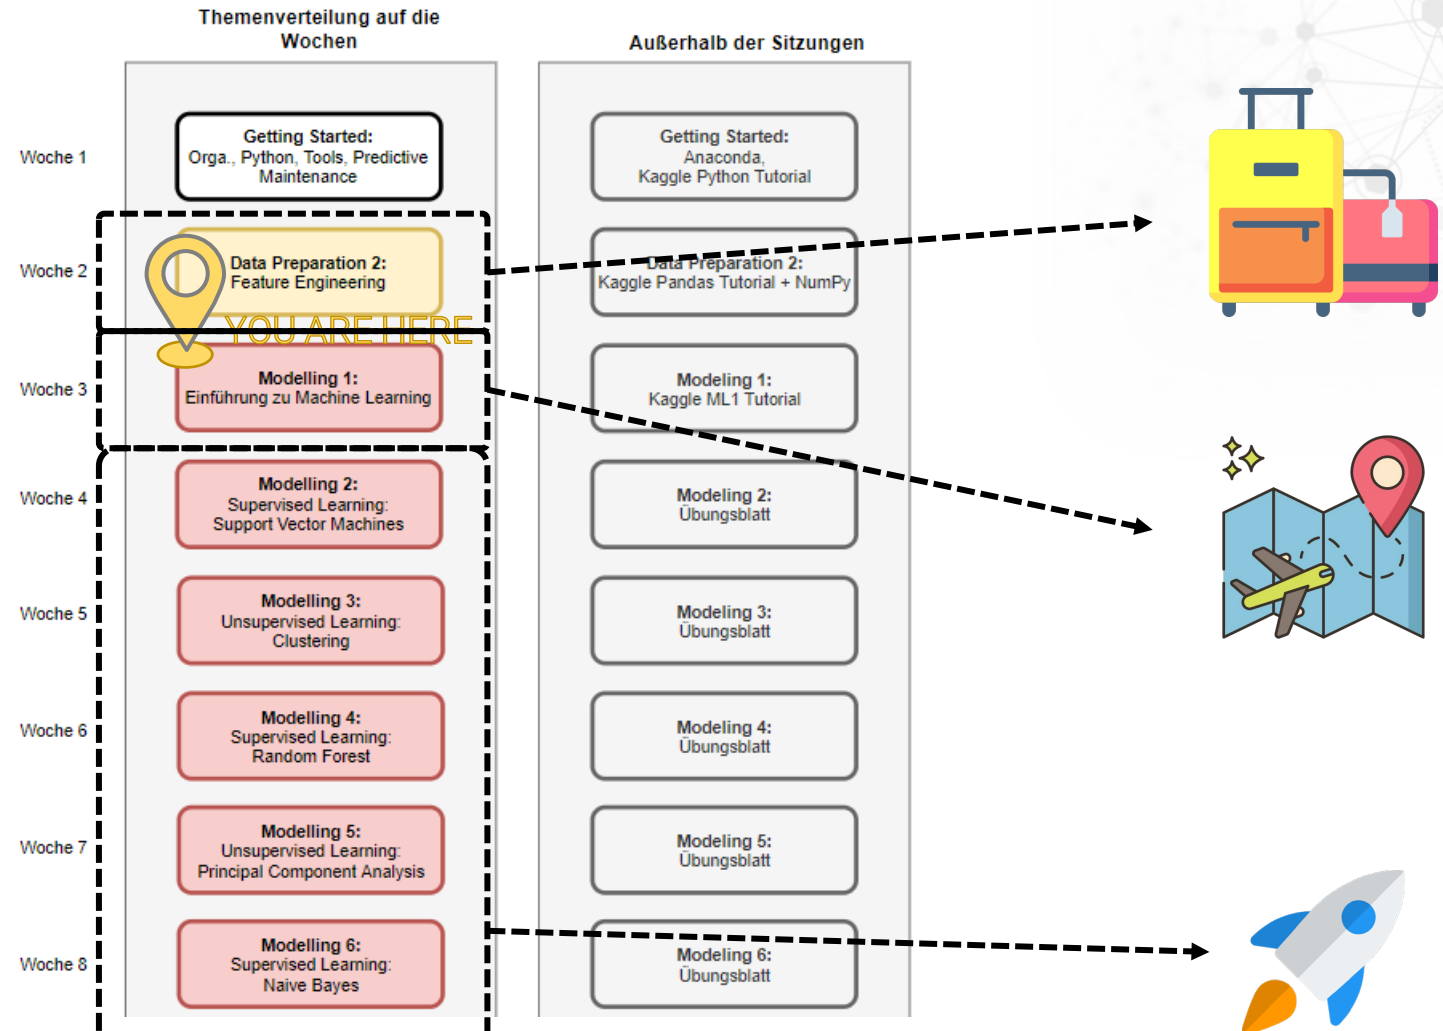 Themenverteilung auf die
Wochen
Außerhalb der Sitzungen
Woche 1
Getting Started:
Orga., Python, Tools, Predictive
Maintenance
Getting Started:
Anaconda,
Kaggle Python Tutorial
Woche 2
Data Preparation 2:
Feature Engineering
Data Preparation 2:
Kaggle Pandas Tutorial + NumPy
YOU ARE HERE
Woche 3
Modelling 1:
Einführung zu Machine Learning
Modeling 1:
Kaggle ML1 Tutorial
Woche 4
Modelling 2:
Supervised Learning:
Support Vector Machines
Modeling 2:
Übungsblatt
Woche 5
Modelling 3:
Unsupervised Learning:
Clustering
Modeling 3:
Übungsblatt
Woche 6
Modelling 4:
Supervised Learning:
Random Forest
Modeling 4:
Übungsblatt
Woche 7
Modelling 5:
Unsupervised Learning:
Principal Component Analysis
Modeling 5:
Übungsblatt
Woche 8
Modelling 6:
Supervised Learning:
Naive Bayes
Modeling 6:
Übungsblatt